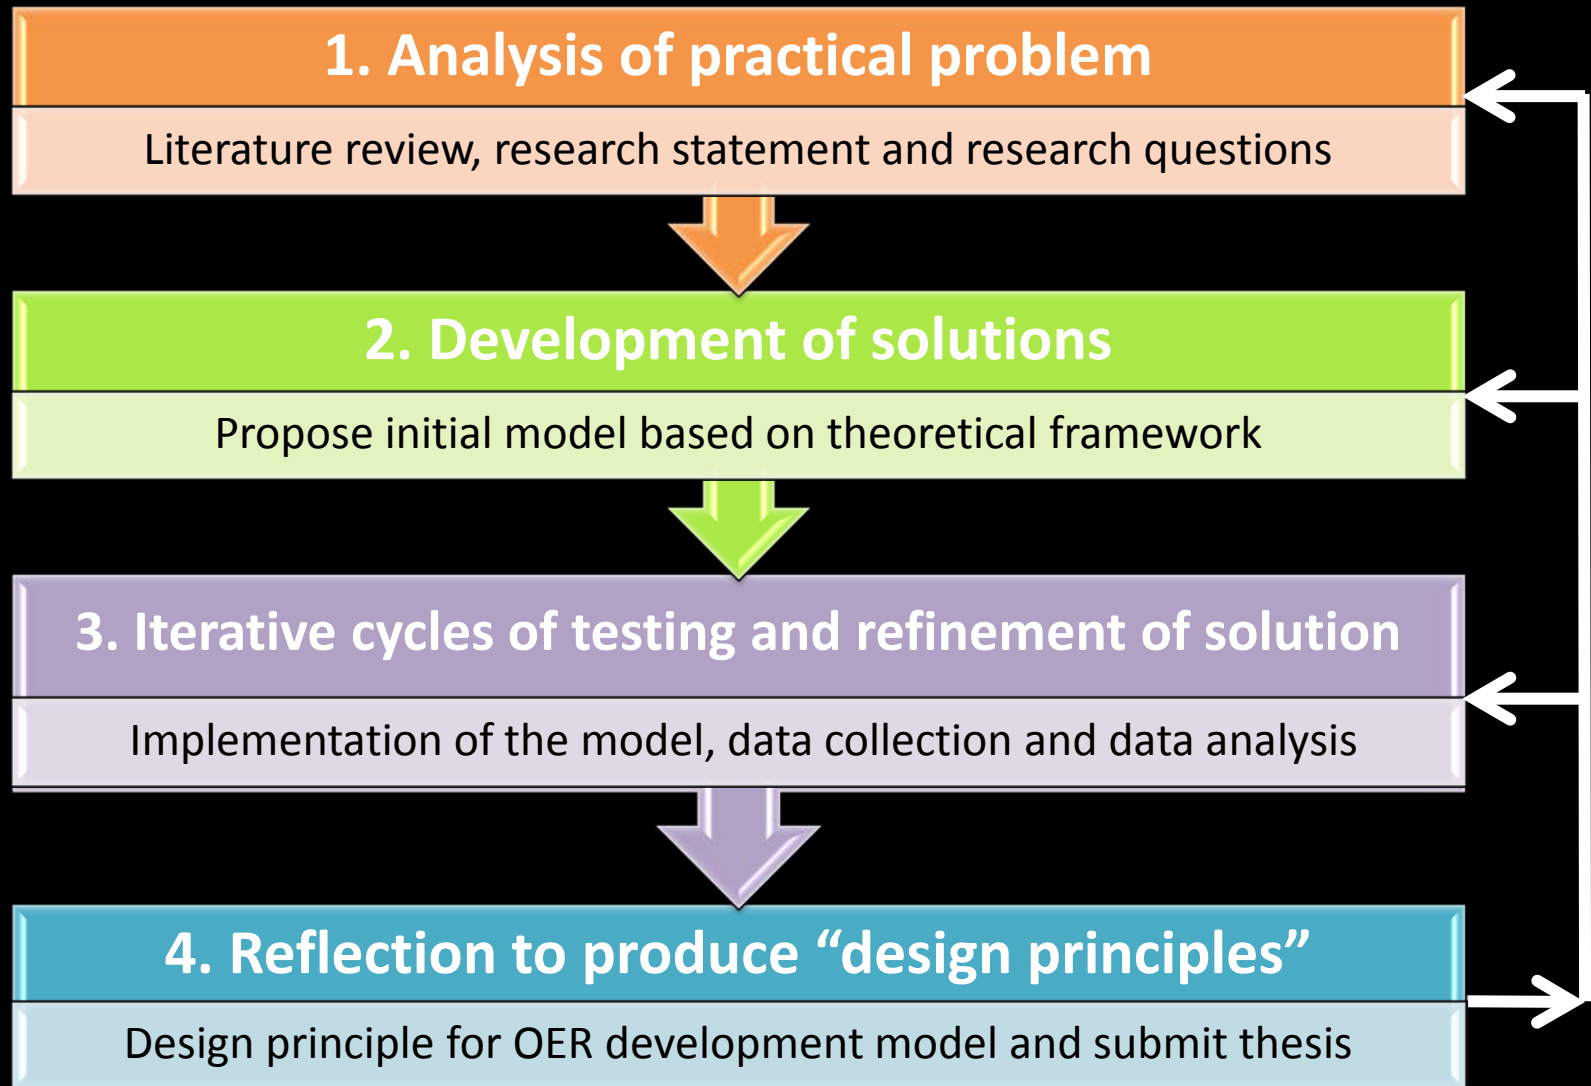 1. Analysis of practical problem
Literature review, research statement and research questions
2. Development of solutions
Propose initial model based on theoretical framework
3. Iterative cycles of testing and refinement of solution
Implementation of the model, data collection and data analysis
4. Reflection to produce “design principles”
Design principle for OER development model and submit thesis